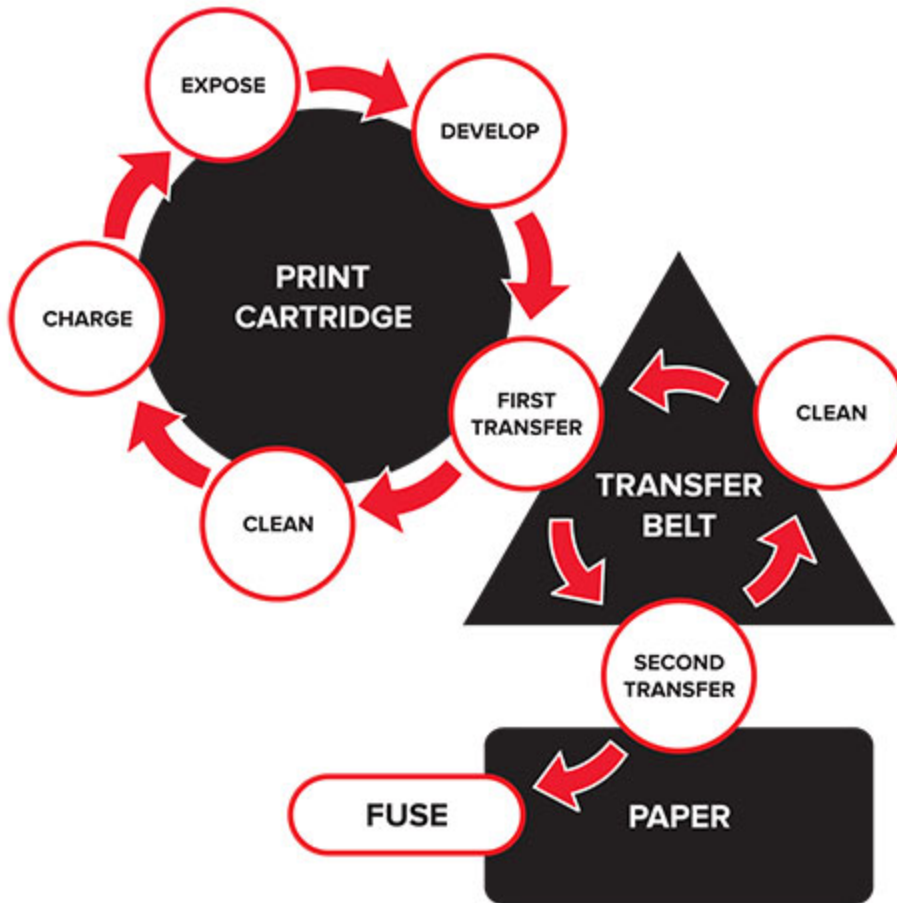 EXPOSE
DEVELOP
PRINT
CARTRIDGE
CHARGE
FIRST
TRANSFER
CLEAN
CLEAN
TRANSFER
BELT
SECOND
TRANSFER
FUSE
PAPER